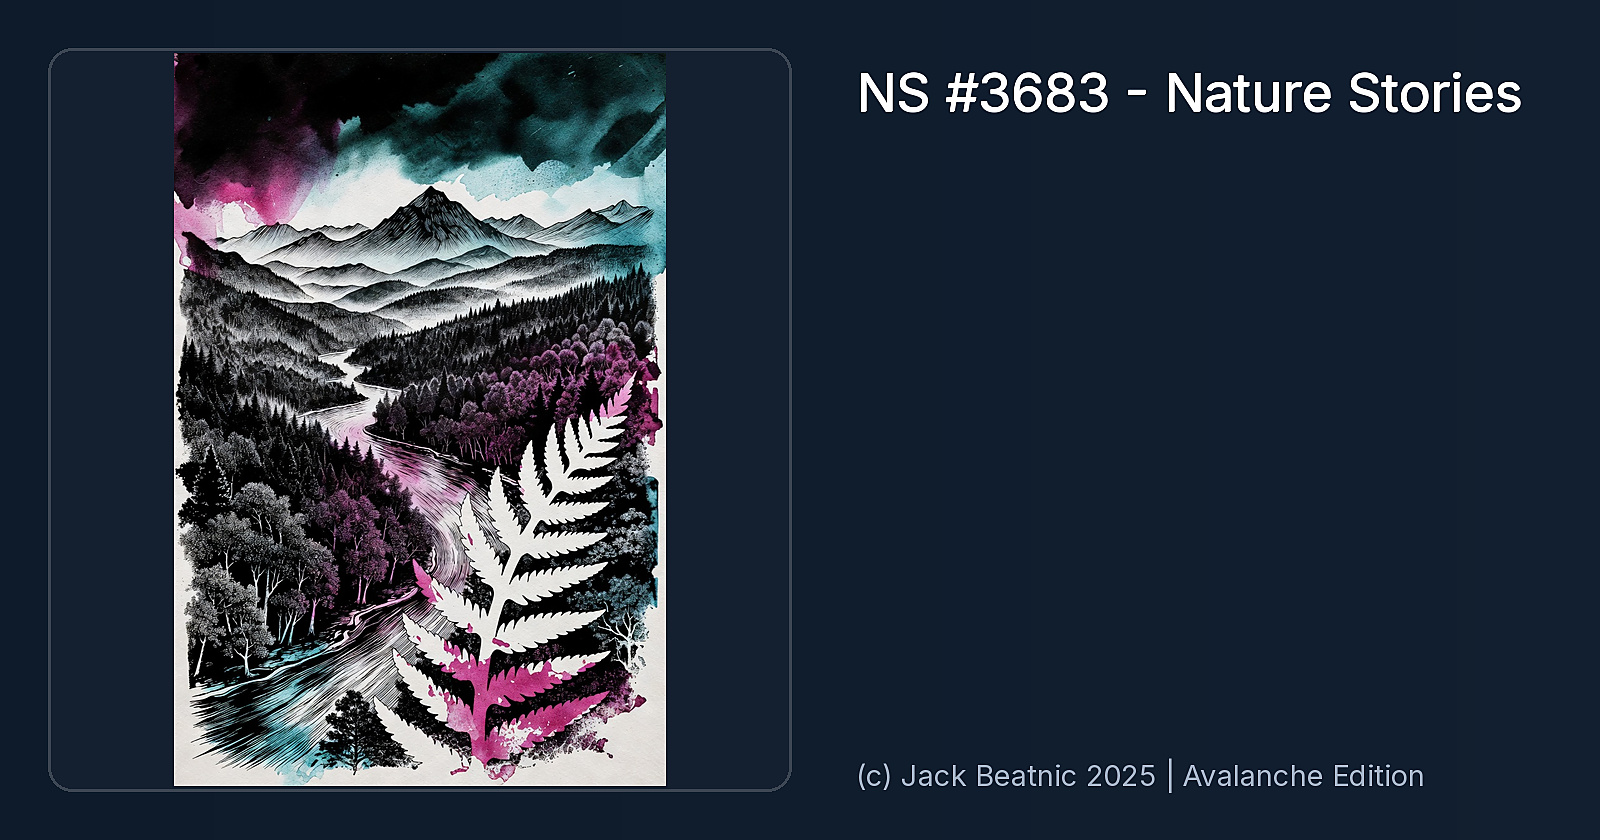 NS #3683 - Nature Stories
(c) Jack Beatnic 2025 | Avalanche Edition